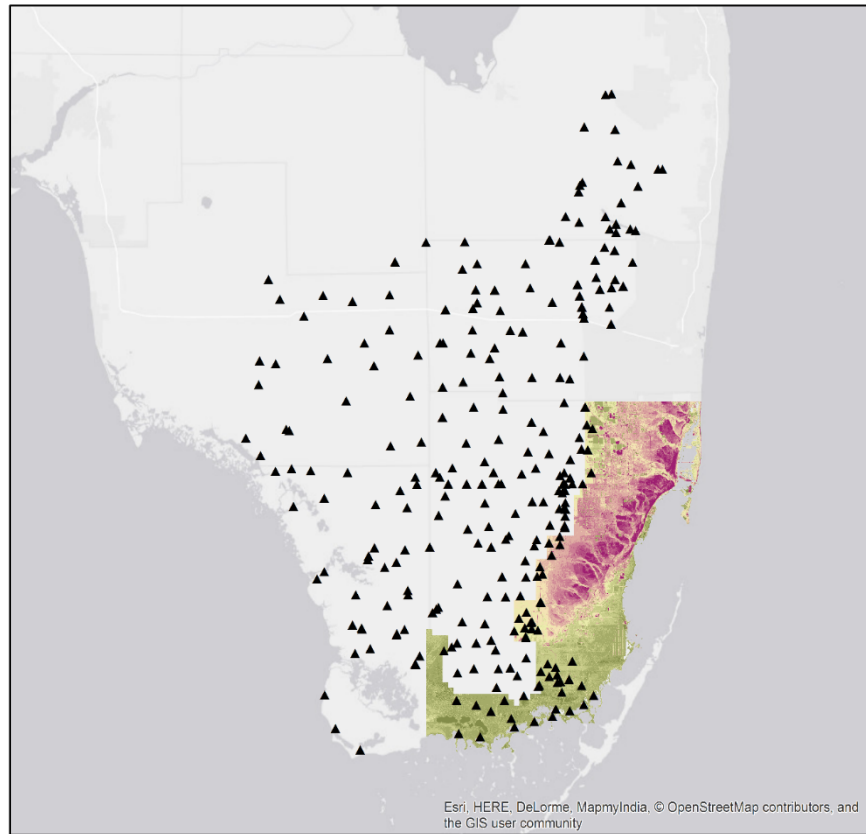 Esri, HERE, DeLorme, MapmyIndia, © OpenStreetMap contributors, and
the GIS user community